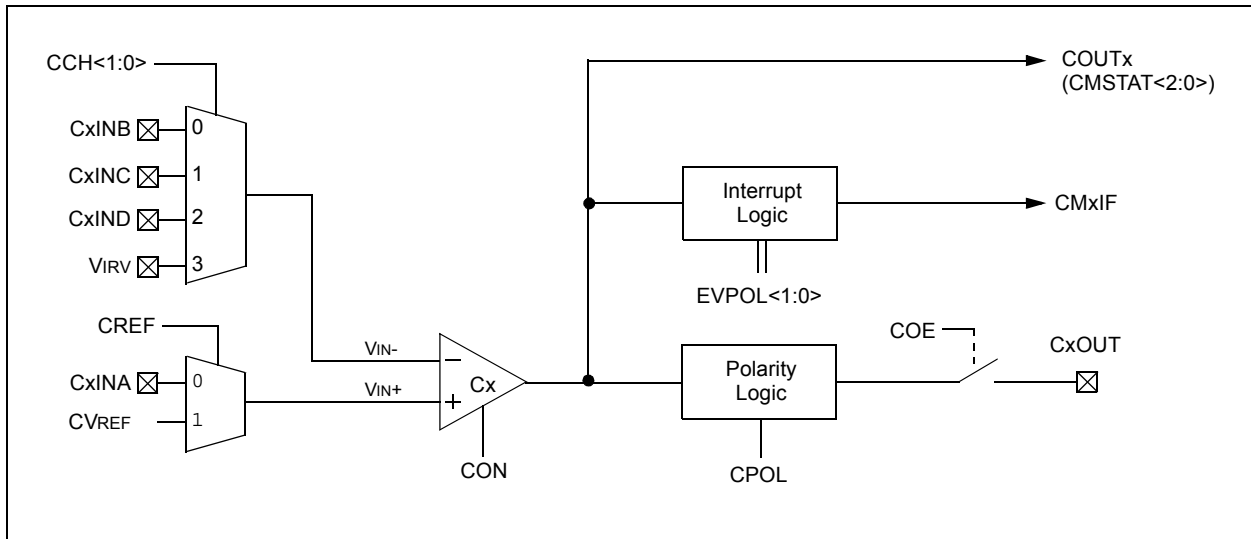 CCH<1:0>
CxINB
0
CxINC
1
CxIND
2
VIRV
3
CREF
CxINA
0
CVREF
1
VIN-
VIN+
–
+
Cx
CON
COUTx
(CMSTAT<2:0>)
Interrupt
Logic
CMxIF
EVPOL<1:0>
Polarity
Logic
CPOL
COE
CxOUT